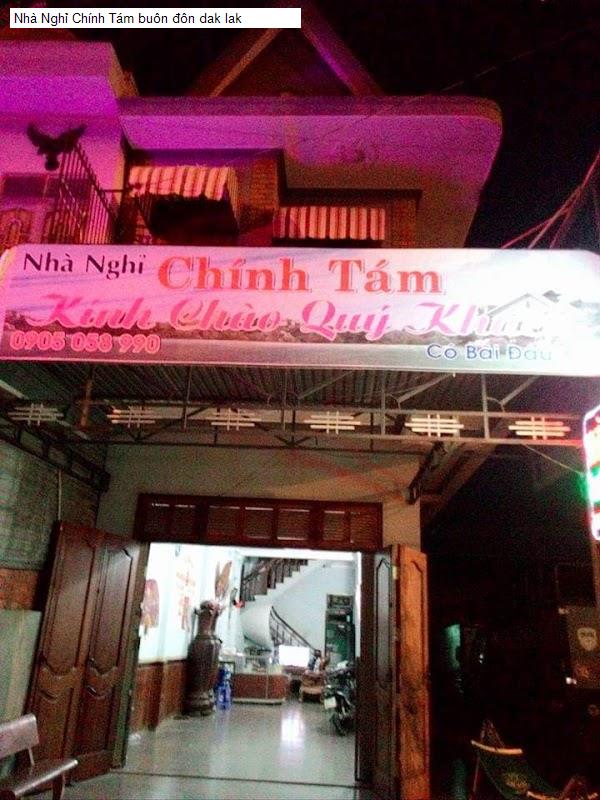 Nhà Nghỉ Chính Tám buôn đôn dak lak
Nhà Nghỉ
Chính Tám
Kính Chào Quý
0905 058 990
Có Bãi Đậu